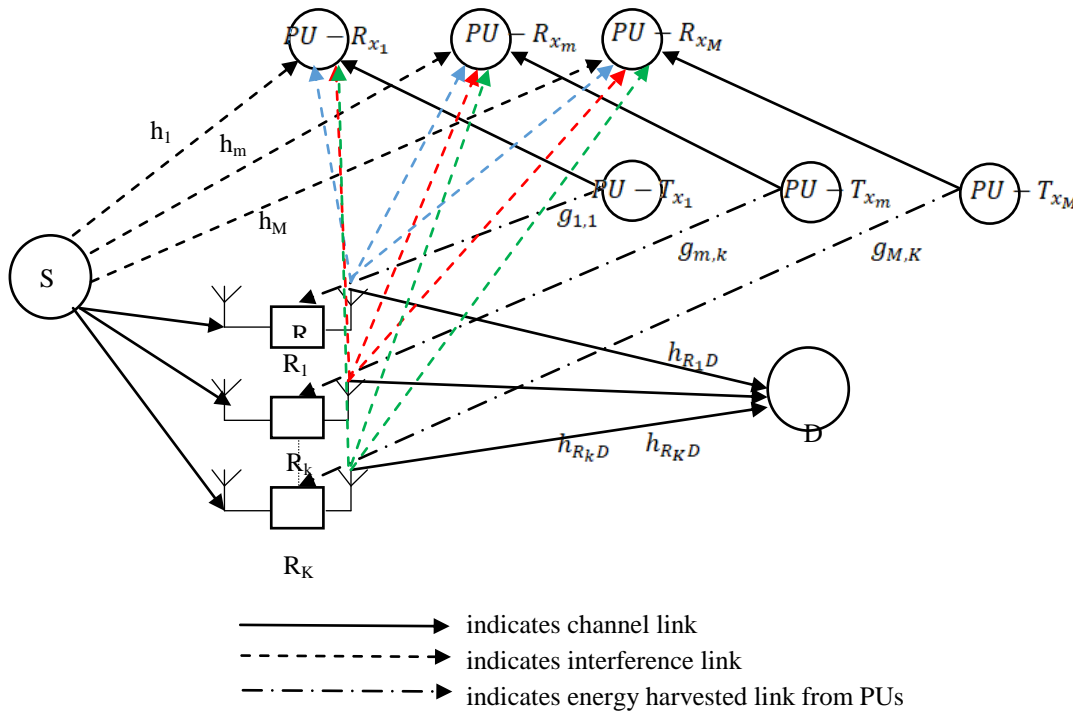 PU − R_{x_1}
PU − R_{x_m}
PU − R_{x_M}
h_1
h_m
h_M
PU − T_{x_1}
PU − T_{x_m}
PU − T_{x_M}
g_{1,1}
g_{m,k}
g_{M,K}
S
R
R_1
h_{R_1D}
R_k
D
h_{R_kD}
h_{R_KD}
R_K
indicates channel link
indicates interference link
indicates energy harvested link from PUs